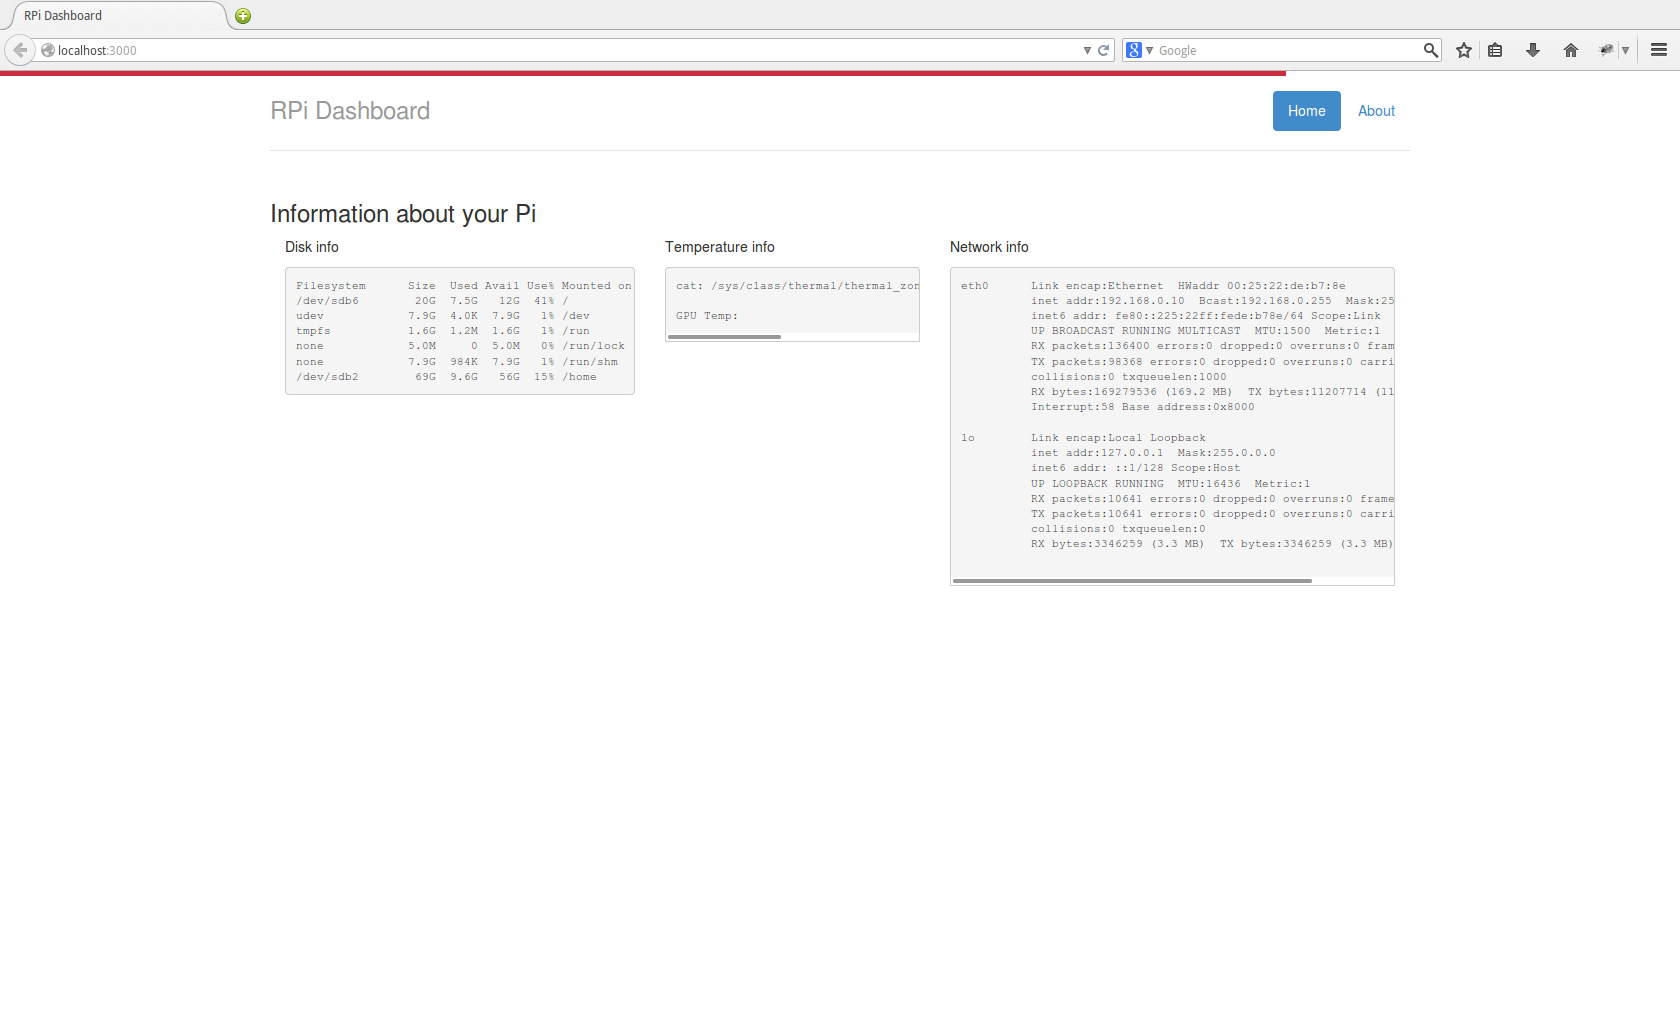 RPi Dashboard
localhost:3000
Google
RPi Dashboard
Home
About
Information about your Pi
Disk info
Filesystem      Size  Used Avail Use% Mounted on
/dev/sdb6        20G  7.5G   12G  41% /
udev            7.9G  4.0K  7.9G   1% /dev
tmpfs           1.6G  1.2M  1.6G   1% /run
none            5.0M     0  5.0M   0% /run/lock
none            7.9G  984K  7.9G   1% /run/shm
/dev/sdb2        69G  9.6G   56G  15% /home
Temperature info
cat: /sys/class/thermal/thermal_zon
GPU Temp:
Network info
eth0      Link encap:Ethernet  HWaddr 00:25:22:de:b7:8e
inet addr:192.168.0.10  Bcast:192.168.0.255  Mask:25
inet6 addr: fe80::225:22ff:fede:b78e/64 Scope:Link
UP BROADCAST RUNNING MULTICAST  MTU:1500  Metric:1
RX packets:136400 errors:0 dropped:0 overruns:0 fram
TX packets:98368 errors:0 dropped:0 overruns:0 carri
collisions:0 txqueuelen:1000
RX bytes:169279536 (169.2 MB)  TX bytes:11207714 (11
Interrupt:58 Base address:0x8000
lo        Link encap:Local Loopback
inet addr:127.0.0.1  Mask:255.0.0.0
inet6 addr: ::1/128 Scope:Host
UP LOOPBACK RUNNING  MTU:16436  Metric:1
RX packets:10641 errors:0 dropped:0 overruns:0 frame
TX packets:10641 errors:0 dropped:0 overruns:0 carri
collisions:0 txqueuelen:0
RX bytes:3346259 (3.3 MB)  TX bytes:3346259 (3.3 MB)